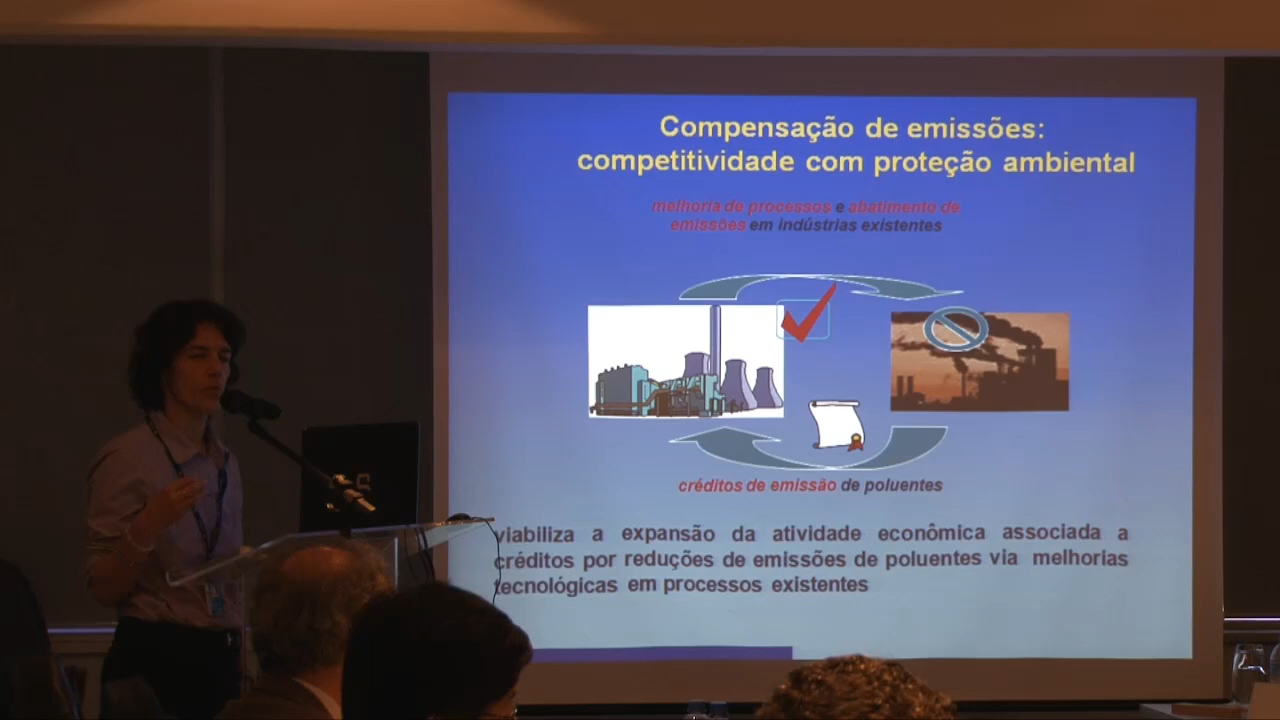 Compensação de emissões:
competitividade com proteção ambiental
melhoria de processos e abatimento de
emissões em indústrias existentes
créditos de emissão de poluentes
viabiliza a expansão da atividade econômica associada a
créditos por reduções de emissões de poluentes via melhorias
tecnológicas em processos existentes